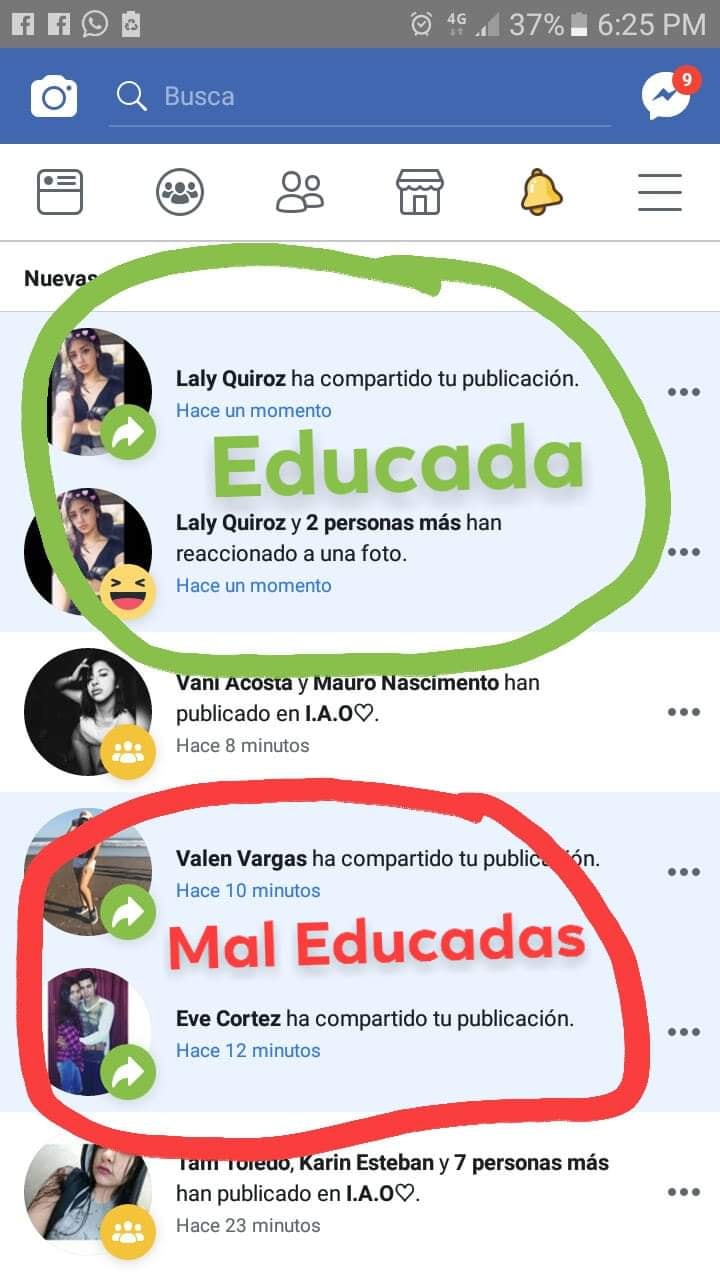 4G 37% 6:25 PM
Busca
9
Nuevas
Laly Quiroz ha compartido tu publicación.
Hace un momento
Educada
Laly Quiroz y 2 personas más han
reaccionado a una foto.
Hace un momento
Vani Acosta y Mauro Nascimento han
publicado en I.A.O♡.
Hace 8 minutos
Valen Vargas ha compartido tu publicación.
Hace 10 minutos
Mal Educadas
Eve Cortez ha compartido tu publicación.
Hace 12 minutos
Tam Toledo, Karin Esteban y 7 personas más
han publicado en I.A.O♡.
Hace 23 minutos